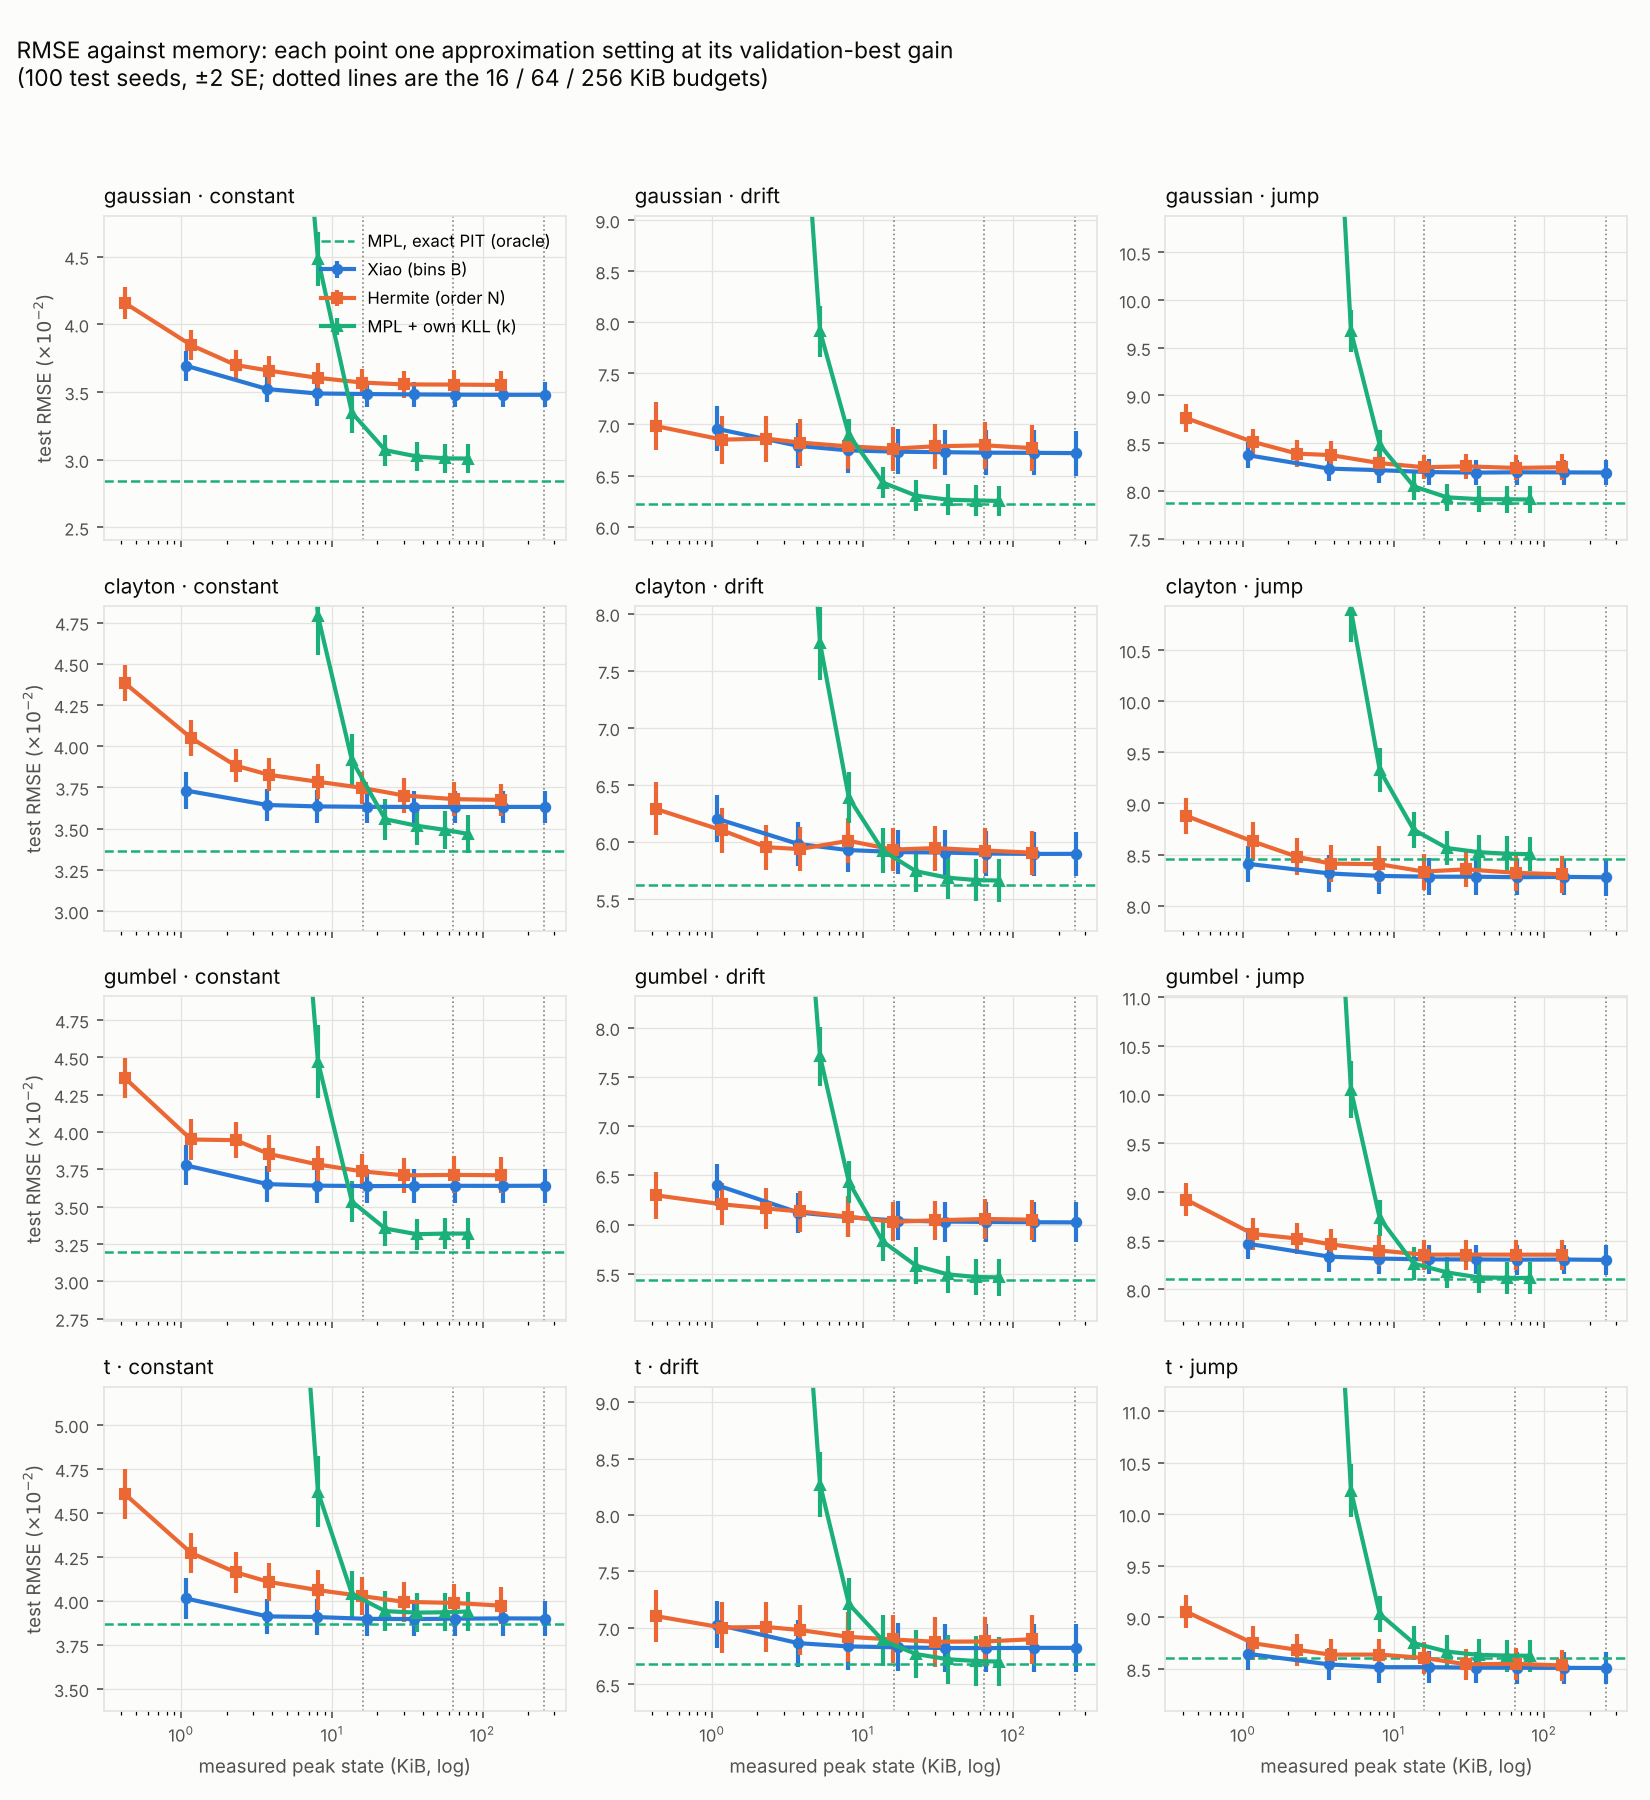 RMSE against memory: each point one approximation setting at its validation-best gain
(100 test seeds, ±2 SE; dotted lines are the 16 / 64 / 256 KiB budgets)
gaussian · constant
gaussian · drift
gaussian · jump
MPL, exact PIT (oracle)
Xiao (bins B)
Hermite (order N)
MPL + own KLL (k)
test RMSE (×10⁻²)
4.5
4.0
3.5
3.0
2.5
9.0
8.5
8.0
7.5
7.0
6.5
6.0
10.5
10.0
9.5
9.0
8.5
8.0
7.5
clayton · constant
clayton · drift
clayton · jump
test RMSE (×10⁻²)
4.75
4.50
4.25
4.00
3.75
3.50
3.25
3.00
8.0
7.5
7.0
6.5
6.0
5.5
10.5
10.0
9.5
9.0
8.5
8.0
gumbel · constant
gumbel · drift
gumbel · jump
test RMSE (×10⁻²)
4.75
4.50
4.25
4.00
3.75
3.50
3.25
3.00
2.75
8.0
7.5
7.0
6.5
6.0
5.5
11.0
10.5
10.0
9.5
9.0
8.5
8.0
t · constant
t · drift
t · jump
test RMSE (×10⁻²)
5.00
4.75
4.50
4.25
4.00
3.75
3.50
9.0
8.5
8.0
7.5
7.0
6.5
11.0
10.5
10.0
9.5
9.0
8.5
10⁰ 10¹ 10²
10⁰ 10¹ 10²
10⁰ 10¹ 10²
measured peak state (KiB, log)
measured peak state (KiB, log)
measured peak state (KiB, log)